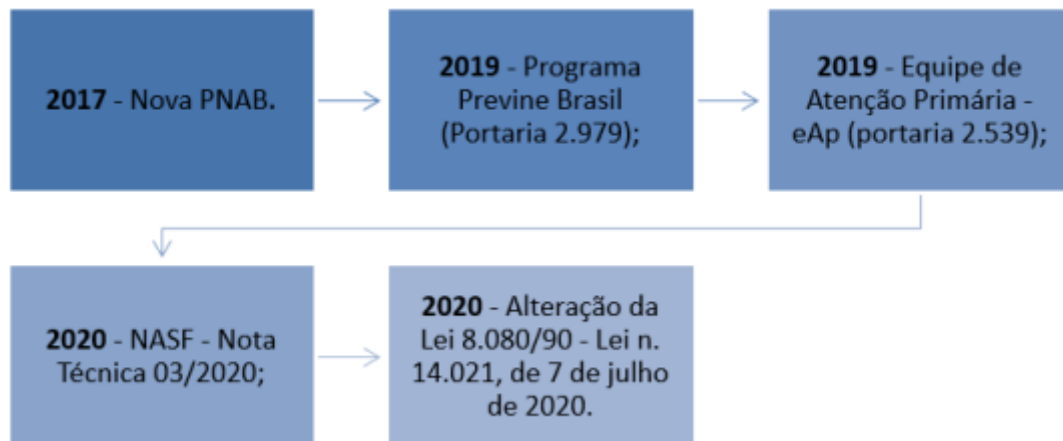 2017 - Nova PNAB.
2019 - Programa
Previne Brasil
(Portaria 2.979);
2019 - Equipe de
Atenção Primária -
eAp (portaria 2.539);
2020 - NASF - Nota
Técnica 03/2020;
2020 - Alteração da
Lei 8.080/90 - Lei n.
14.021, de 7 de julho
de 2020.